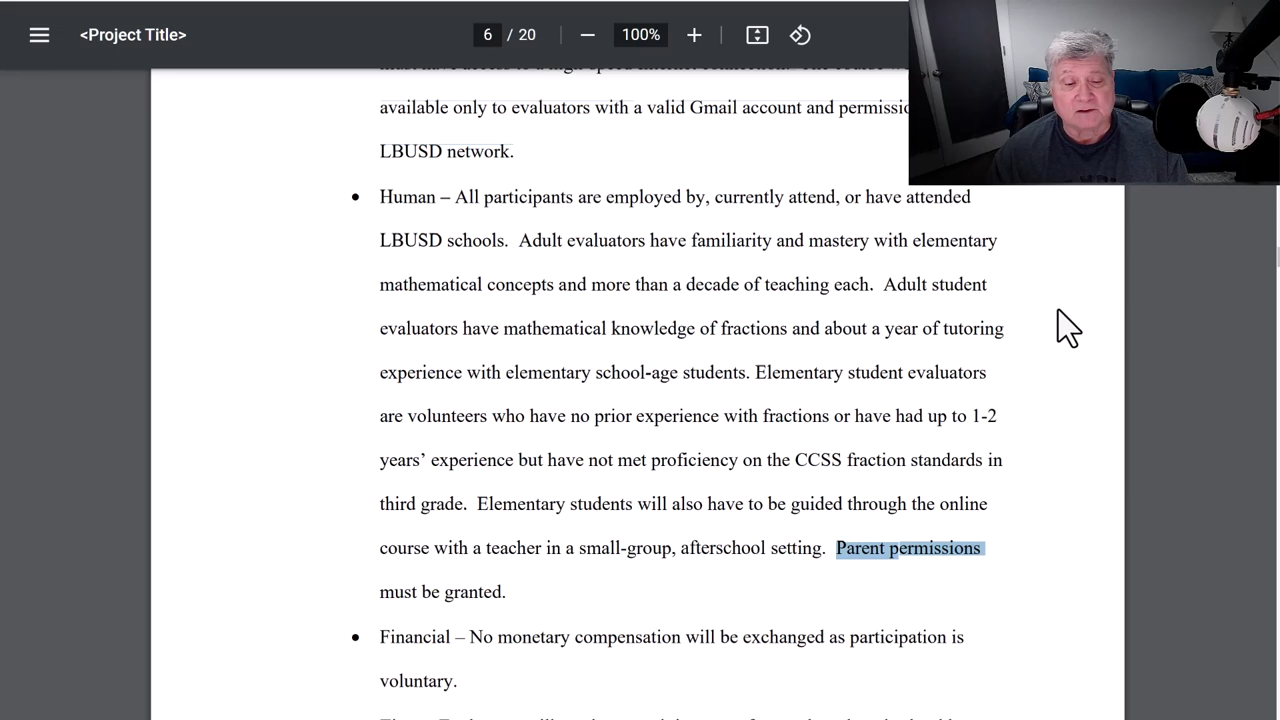 <Project Title>
6 / 20
100%
available only to evaluators with a valid Gmail account and
LBUSD network.
• Human – All participants are employed by, currently attend, or have attended
LBUSD schools.  Adult evaluators have familiarity and mastery with elementary
mathematical concepts and more than a decade of teaching each.  Adult student
evaluators have mathematical knowledge of fractions and about a year of tutoring
experience with elementary school-age students. Elementary student evaluators
are volunteers who have no prior experience with fractions or have had up to 1-2
years’ experience but have not met proficiency on the CCSS fraction standards in
third grade.  Elementary students will also have to be guided through the online
course with a teacher in a small-group, afterschool setting.  Parent permissions
must be granted.
• Financial – No monetary compensation will be exchanged as participation is
voluntary.